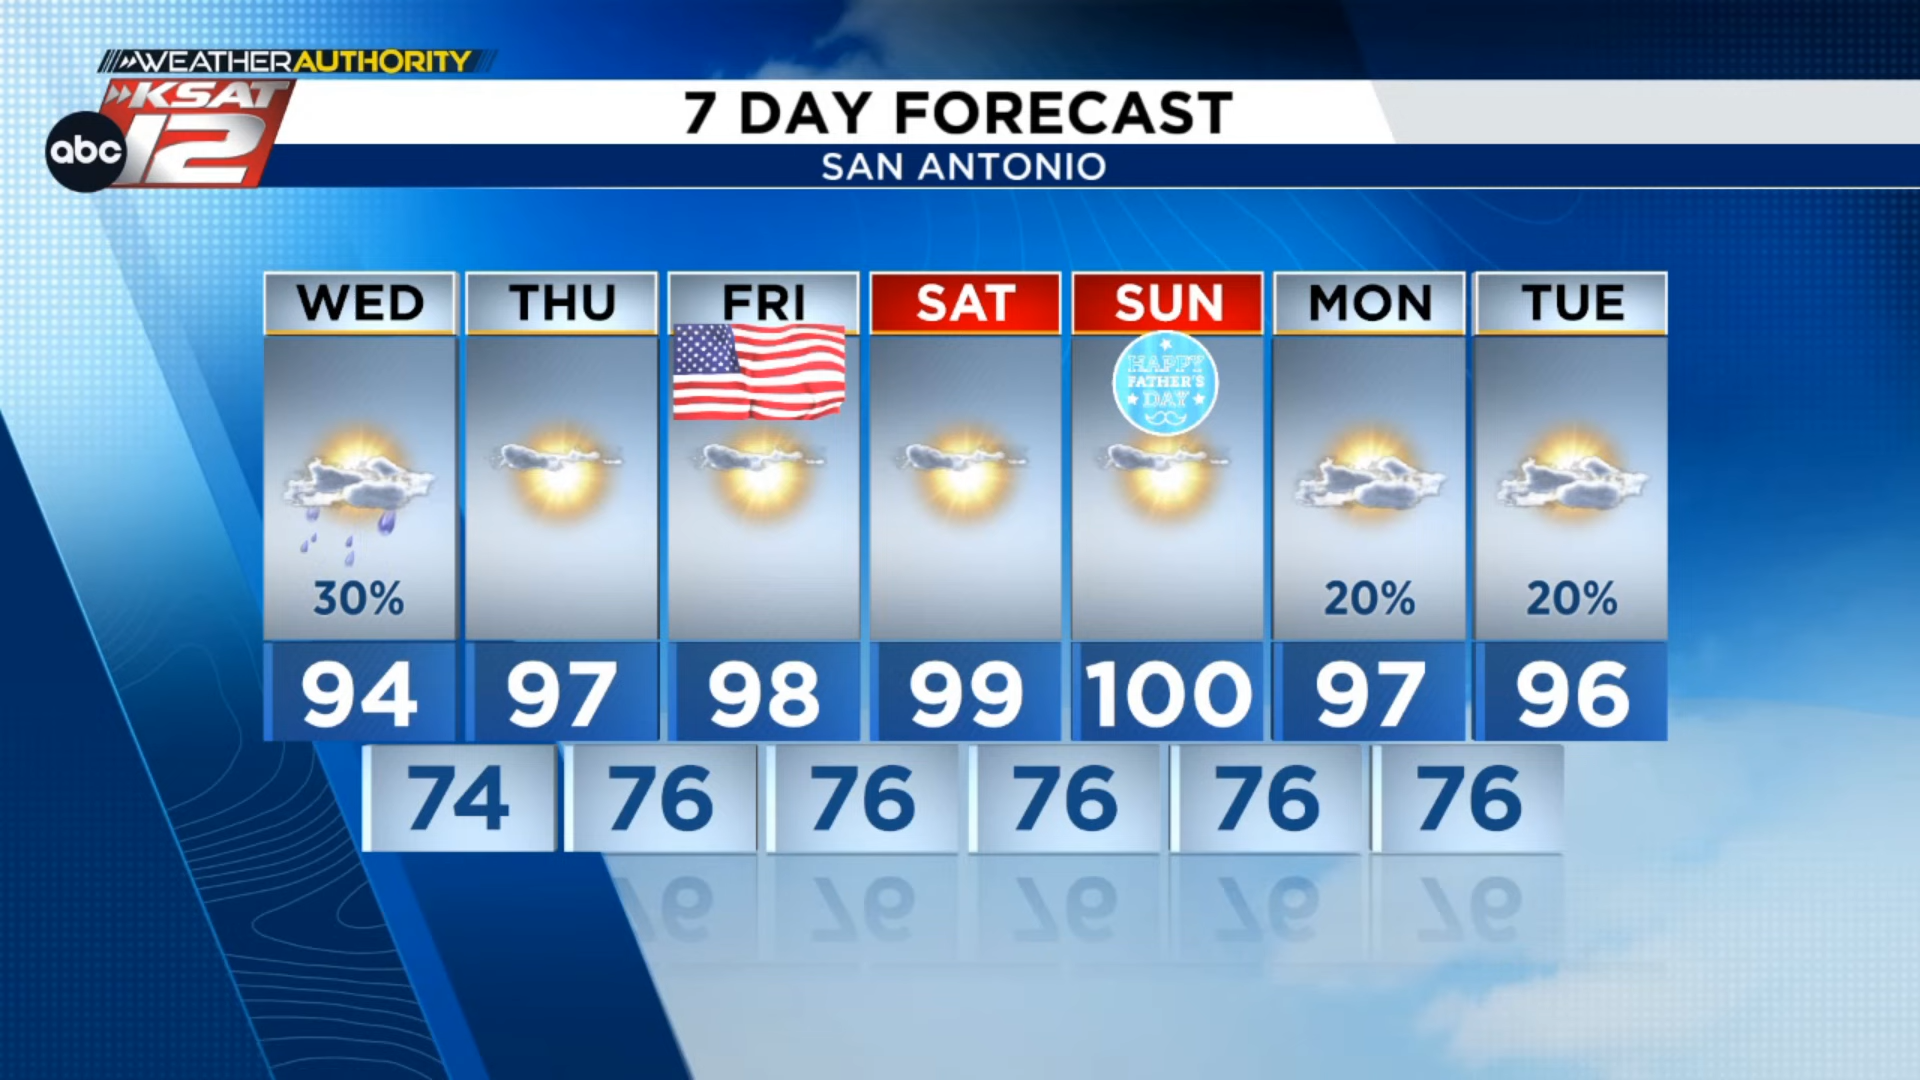 WEATHERAUTHORITY
KSAT
12
abc
7 DAY FORECAST
SAN ANTONIO
WED THU FRI SAT SUN MON TUE
HAPPY
FATHER'S
DAY
30% 20% 20%
94 97 98 99 100 97 96
74 76 76 76 76 76